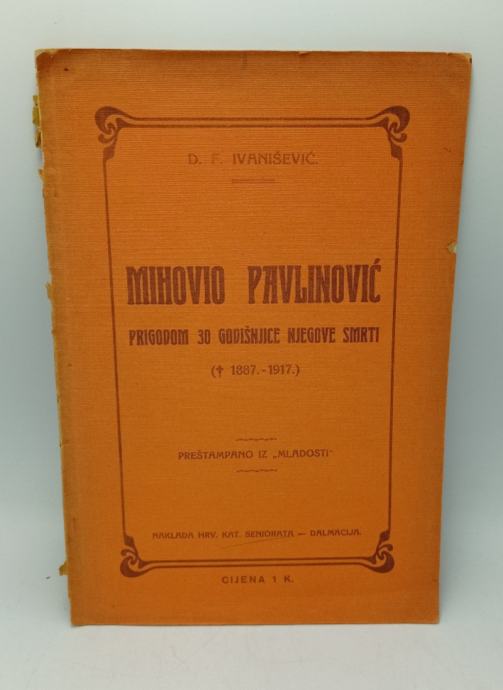 D. F. IVANIŠEVIĆ.
MIHOVIO PAVLINOVIĆ
PRIGODOM 30 GODIŠNJICE NJEGOVE SMRTI
(✝ 1887.-1917.)
PREŠTAMPANO IZ „MLADOSTI"
NAKLADA HRV. KAT. SENIORATA — DALMACIJA.
CIJENA 1 K.